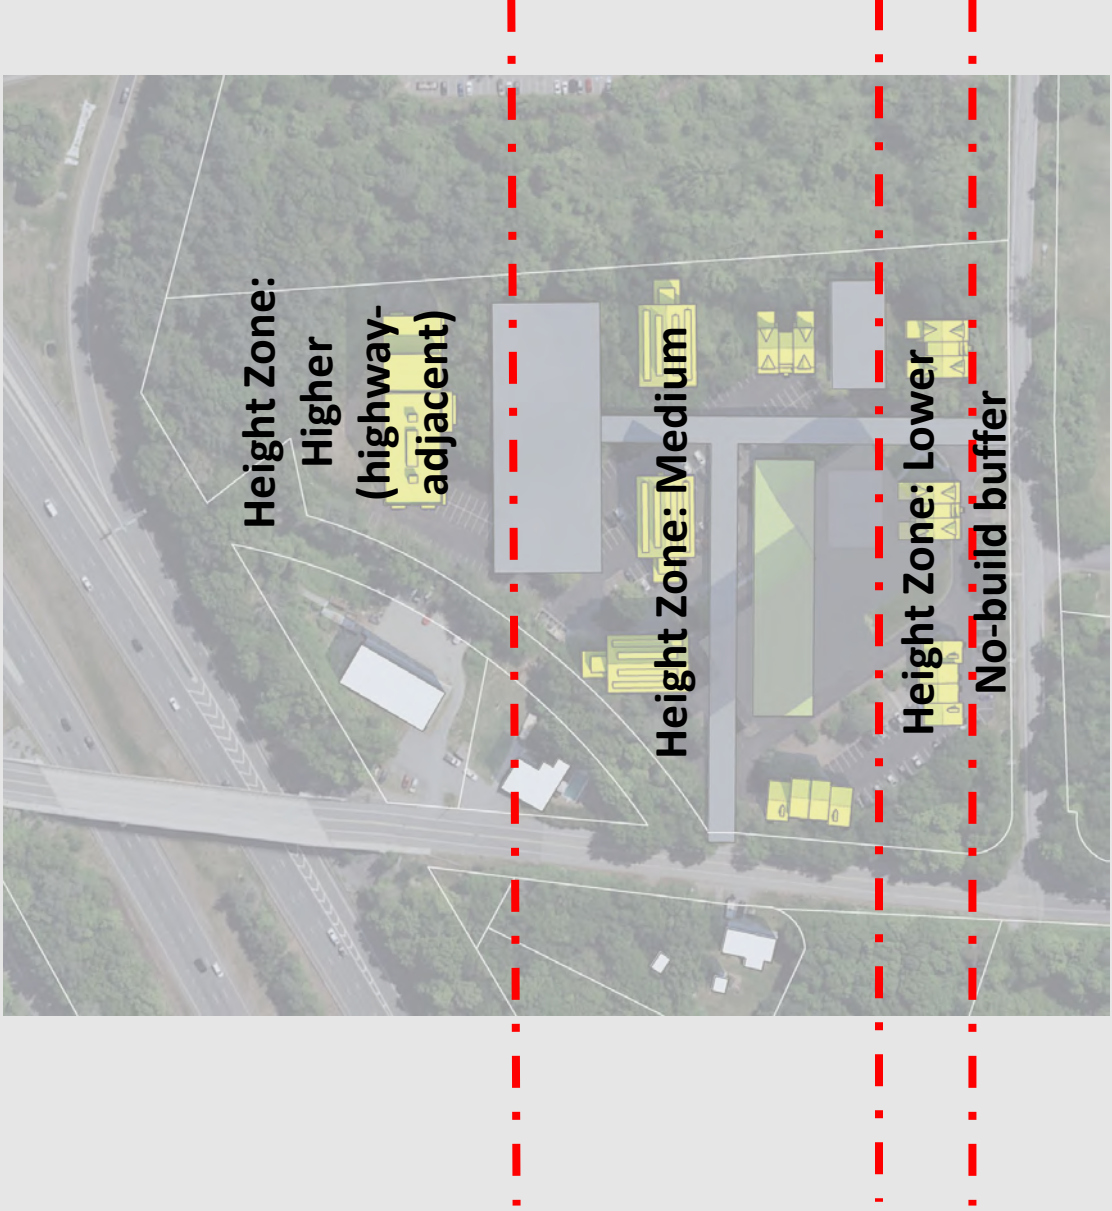 Height Zone:
Higher
(highway-
adjacent)
Height Zone: Medium
Height Zone: Lower
No-build buffer